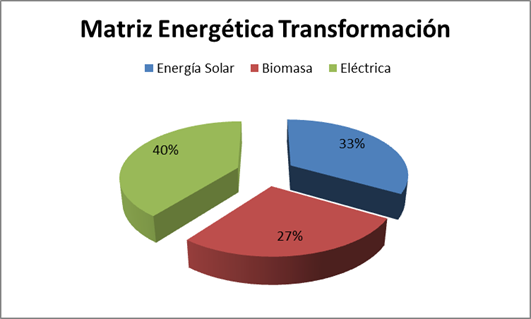 Matriz Energética Transformación
Energía Solar Biomasa Eléctrica
40%
33%
27%